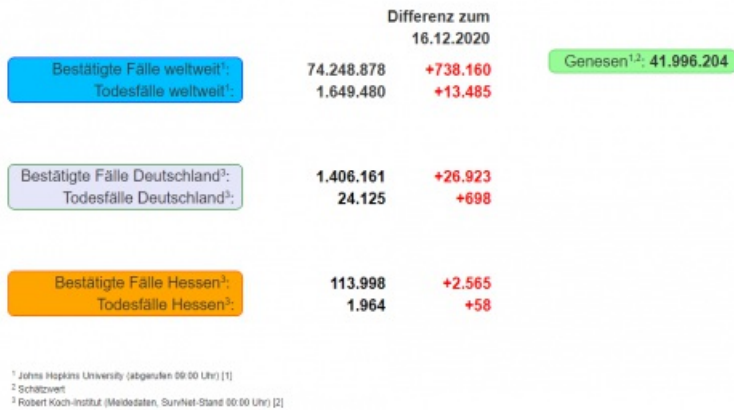 Differenz zum
16.12.2020
Bestätigte Fälle weltweit¹: 74.248.878 +738.160
Todesfälle weltweit¹: 1.649.480 +13.485
Genesen¹,²: 41.996.204
Bestätigte Fälle Deutschland³: 1.406.161 +26.923
Todesfälle Deutschland³: 24.125 +698
Bestätigte Fälle Hessen³: 113.998 +2.565
Todesfälle Hessen³: 1.964 +58
¹ Johns Hopkins University (abgerufen 09:00 Uhr) [1]
² Schätzwert
³ Robert Koch-Institut (Meldedaten, SurvNet-Stand 00:00 Uhr) [2]